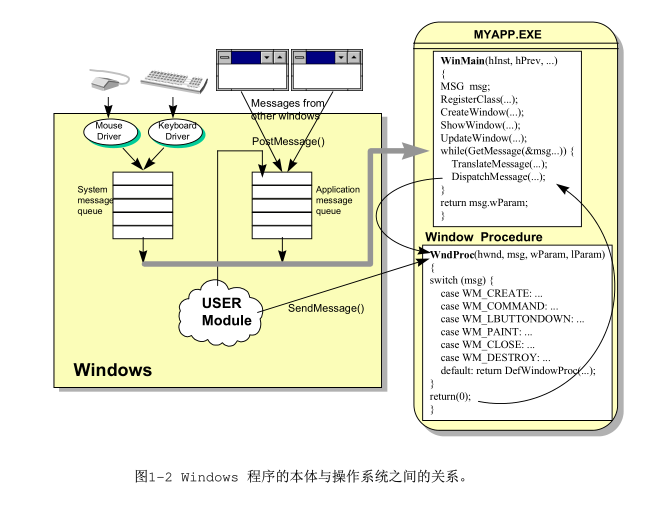 MYAPP.EXE
WinMain(hInst, hPrev, ...)
{
MSG msg;
RegisterClass(...);
CreateWindow(...);
ShowWindow(...);
UpdateWindow(...);
while(GetMessage(&msg...)) {
TranslateMessage(...);
DispatchMessage(...);
}
return msg.wParam;
}
Window Procedure
WndProc(hwnd, msg, wParam, lParam)
{
switch (msg) {
case WM_CREATE: ...
case WM_COMMAND: ...
case WM_LBUTTONDOWN: ...
case WM_PAINT: ...
case WM_CLOSE: ...
case WM_DESTROY: ...
default: return DefWindowProc(...);
}
return(0);
}
Messages from
other windows
PostMessage()
Mouse
Driver
Keyboard
Driver
System
message
queue
Application
message
queue
USER
Module
SendMessage()
Windows
图1-2 Windows 程序的本体与操作系统之间的关系。